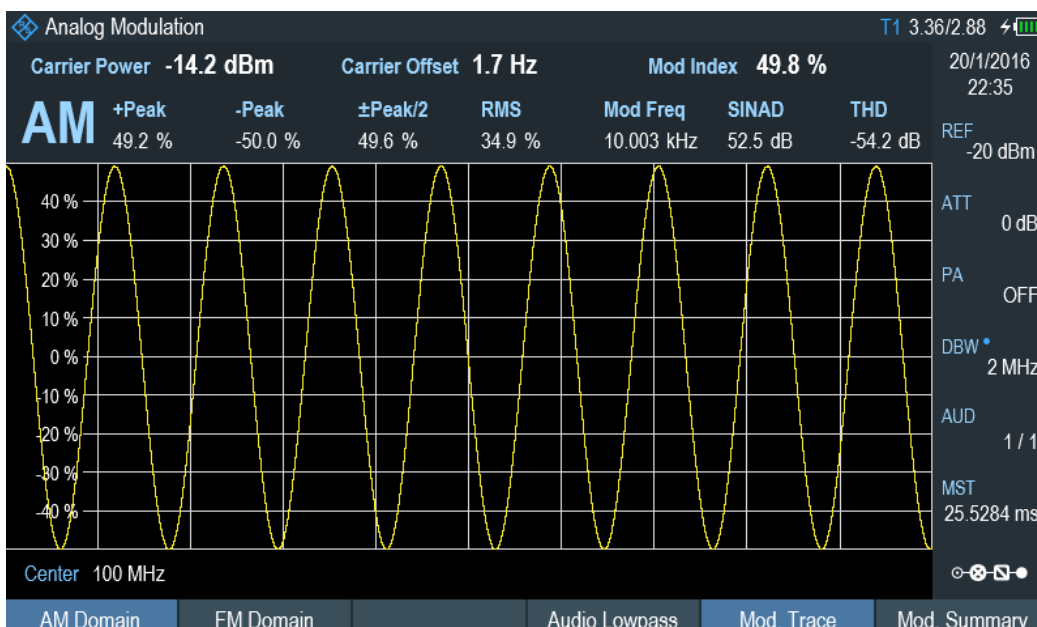 Analog Modulation T1 3.36/2.88
Carrier Power -14.2 dBm Carrier Offset 1.7 Hz Mod Index 49.8 %
20/1/2016
22:35
AM
+Peak -Peak ±Peak/2 RMS Mod Freq SINAD THD
49.2 % -50.0 % 49.6 % 34.9 % 10.003 kHz 52.5 dB -54.2 dB
REF
-20 dBm
ATT
0 dB
PA
OFF
DBW
2 MHz
AUD
1 / 1
MST
25.5284 ms
40 %
30 %
20 %
10 %
0 %
-10 %
-20 %
-30 %
-40 %
Center 100 MHz
AM Domain FM Domain Audio Lowpass Mod Trace Mod Summary